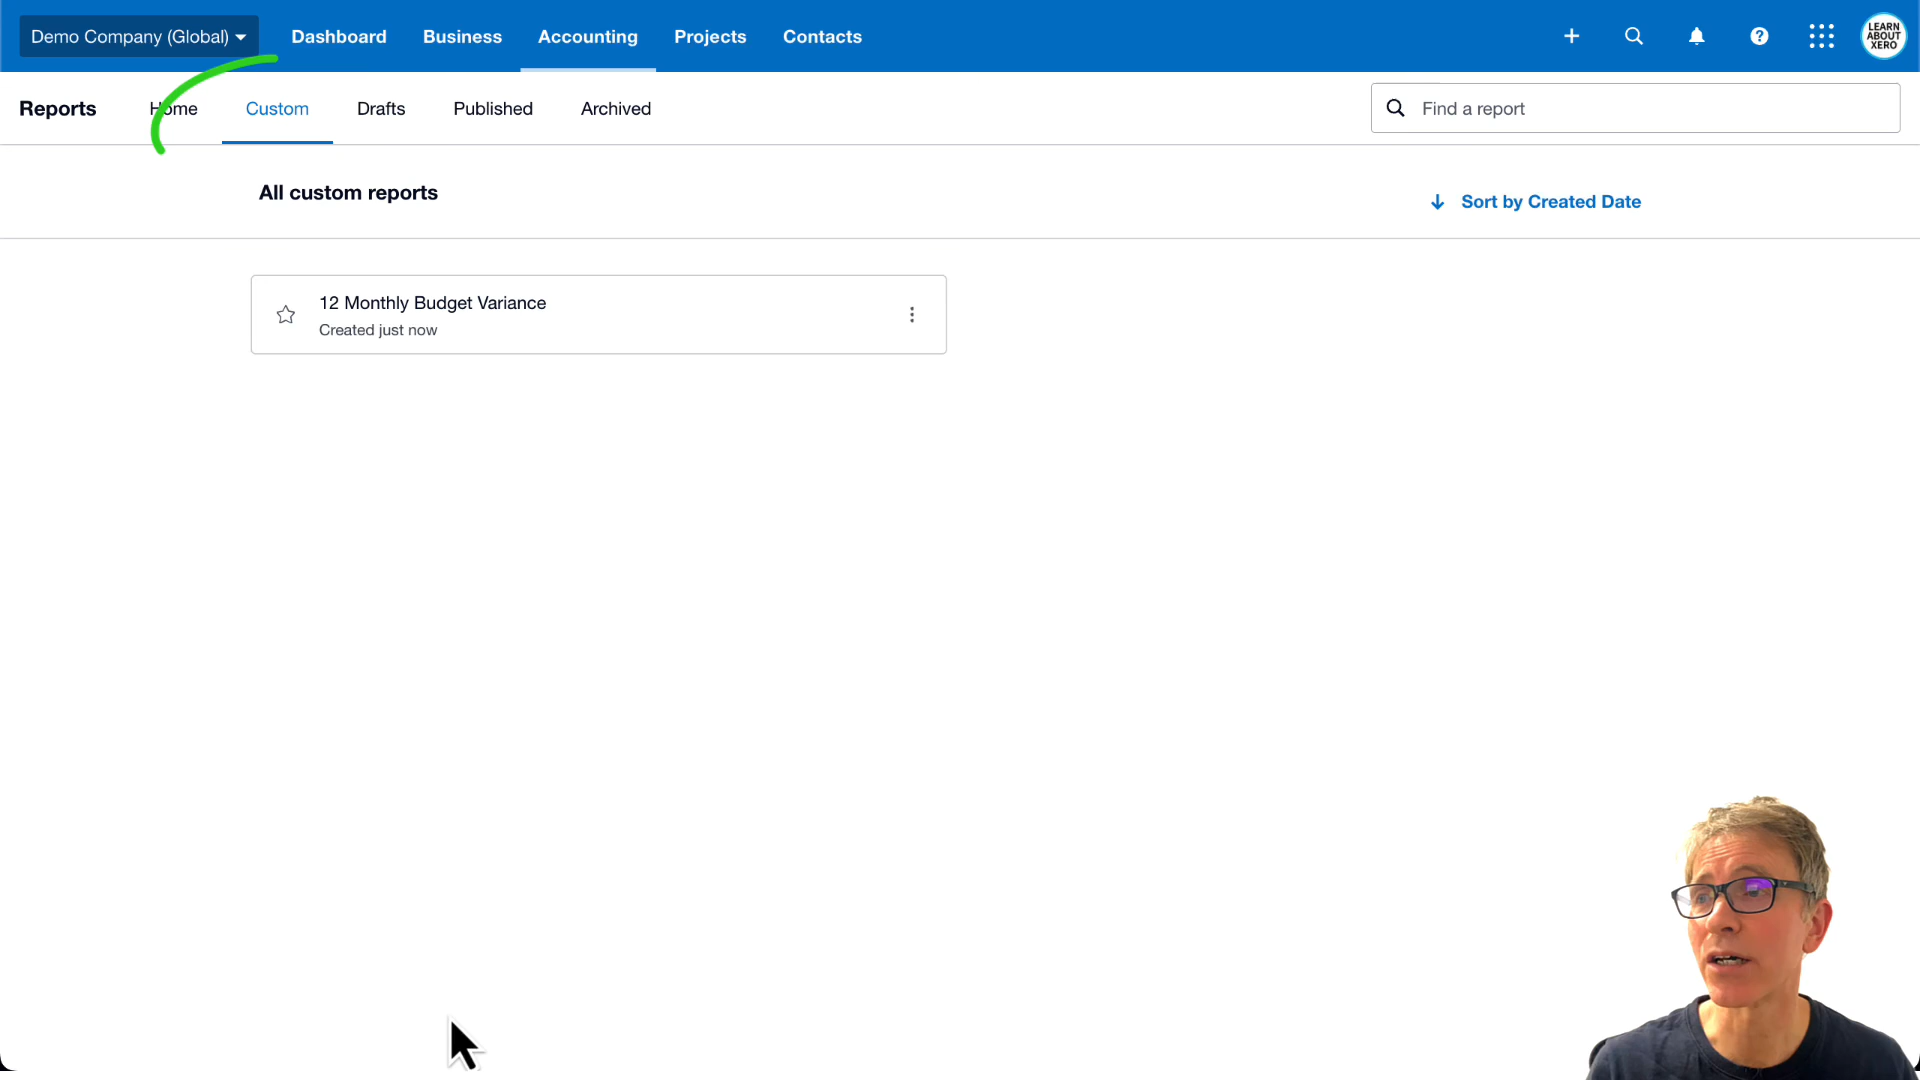 Demo Company (Global) Dashboard Business Accounting Projects Contacts
LEARN
ABOUT
XERO
Reports Home Custom Drafts Published Archived Find a report
All custom reports Sort by Created Date
12 Monthly Budget Variance
Created just now